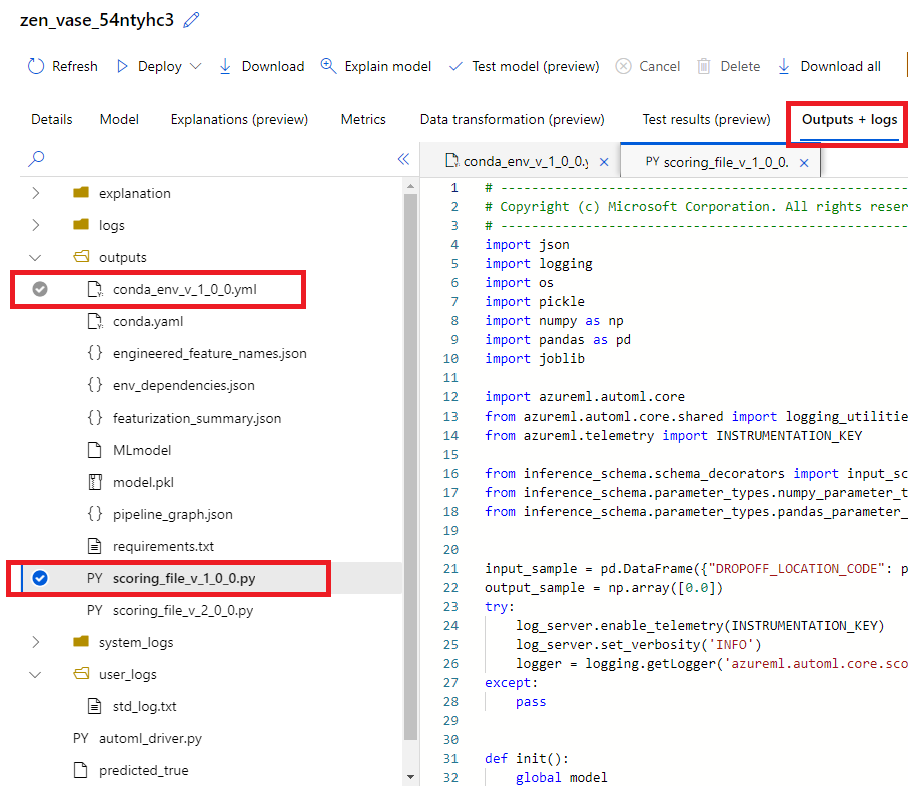 zen_vase_54ntyhc3
Refresh Deploy Download Explain model Test model (preview) Cancel Delete Download all
Details Model Explanations (preview) Metrics Data transformation (preview) Test results (preview) Outputs + logs
conda_env_v_1_0_0.y
PY scoring_file_v_1_0_0.
explanation
logs
outputs
conda_env_v_1_0_0.yml
conda.yaml
{} engineered_feature_names.json
{} env_dependencies.json
{} featurization_summary.json
MLmodel
model.pkl
{} pipeline_graph.json
requirements.txt
PY scoring_file_v_1_0_0.py
PY scoring_file_v_2_0_0.py
system_logs
user_logs
std_log.txt
PY automl_driver.py
predicted_true
1 # -----------------------------------------------------
2 # Copyright (c) Microsoft Corporation. All rights reser
3 # -----------------------------------------------------
4 import json
5 import logging
6 import os
7 import pickle
8 import numpy as np
9 import pandas as pd
10 import joblib
11
12 import azureml.automl.core
13 from azureml.automl.core.shared import logging_utilitie
14 from azureml.telemetry import INSTRUMENTATION_KEY
15
16 from inference_schema.schema_decorators import input_sc
17 from inference_schema.parameter_types.numpy_parameter_t
18 from inference_schema.parameter_types.pandas_parameter_
19
20
21 input_sample = pd.DataFrame({"DROPOFF_LOCATION_CODE": p
22 output_sample = np.array([0.0])
23 try:
24 log_server.enable_telemetry(INSTRUMENTATION_KEY)
25 log_server.set_verbosity('INFO')
26 logger = logging.getLogger('azureml.automl.core.sco
27 except:
28 pass
29
30
31 def init():
32 global model